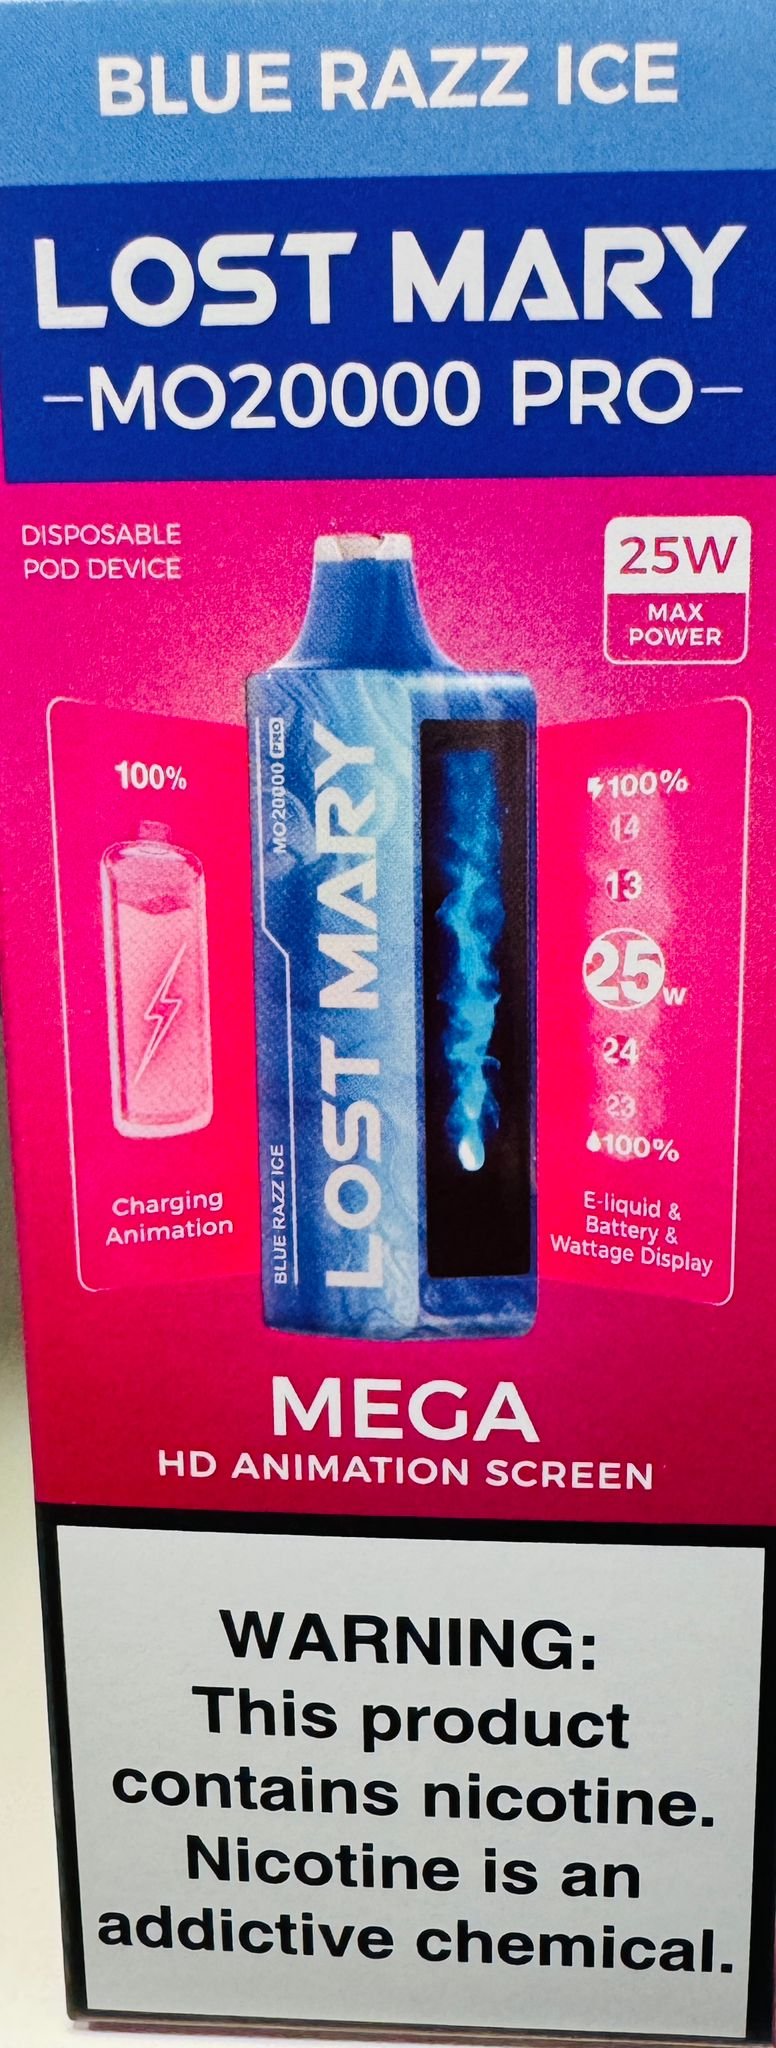 BLUE RAZZ ICE
LOST MARY
-MO20000 PRO-
DISPOSABLE
POD DEVICE
25W
MAX
POWER
100%
Charging
Animation
MO20000 PRO
LOST MARY
BLUE RAZZ ICE
100%
14
13
25w
24
23
100%
E-liquid &
Battery &
Wattage Display
MEGA
HD ANIMATION SCREEN
WARNING:
This product
contains nicotine.
Nicotine is an
addictive chemical.